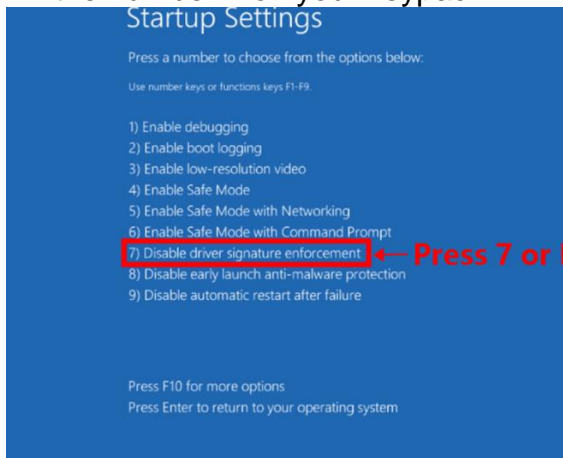 Startup Settings
Press a number to choose from the options below:
Use number keys or functions keys F1-F9.
1) Enable debugging
2) Enable boot logging
3) Enable low-resolution video
4) Enable Safe Mode
5) Enable Safe Mode with Networking
6) Enable Safe Mode with Command Prompt
7) Disable driver signature enforcement ← Press 7 or
8) Disable early launch anti-malware protection
9) Disable automatic restart after failure
Press F10 for more options
Press Enter to return to your operating system